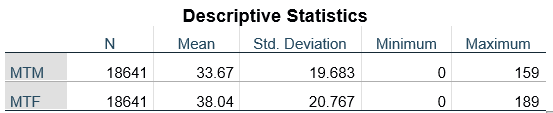 Descriptive Statistics
N Mean Std. Deviation Minimum Maximum
MTM 18641 33.67 19.683 0 159
MTF 18641 38.04 20.767 0 189